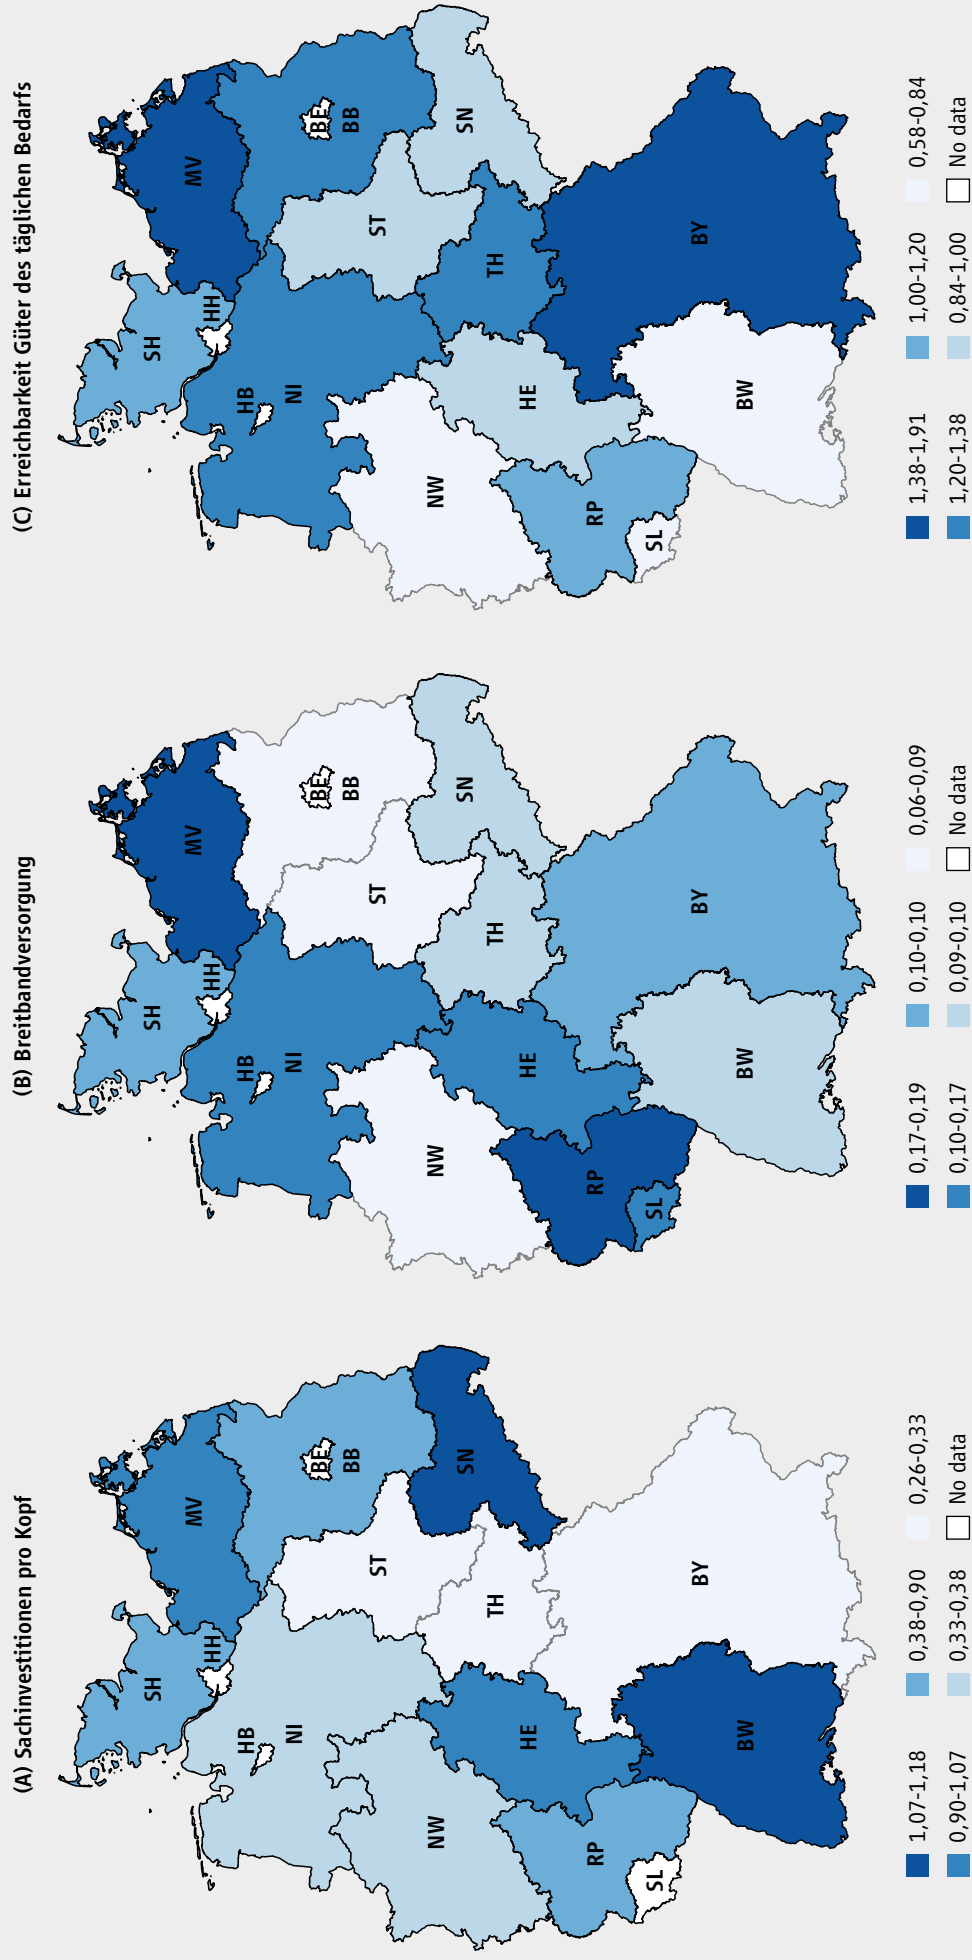 (A) Sachinvestitionen pro Kopf
SH
HH
MV
HB
NI
BE
BB
ST
NW
SN
HE
TH
RP
SL
BY
BW
1,07-1,18
0,38-0,90
0,26-0,33
0,90-1,07
0,33-0,38
No data
(B) Breitbandversorgung
SH
HH
MV
HB
NI
BE
BB
ST
NW
SN
HE
TH
RP
SL
BY
BW
0,17-0,19
0,10-0,10
0,06-0,09
0,10-0,17
0,09-0,10
No data
(C) Erreichbarkeit Güter des täglichen Bedarfs
SH
HH
MV
HB
NI
BE
BB
ST
NW
SN
HE
TH
RP
SL
BY
BW
1,38-1,91
1,00-1,20
0,58-0,84
1,20-1,38
0,84-1,00
No data